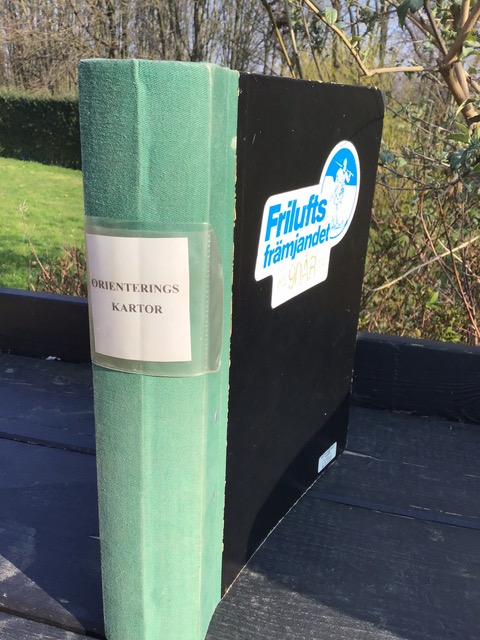 ORIENTERINGS
KARTOR
Frilufts
främjandet